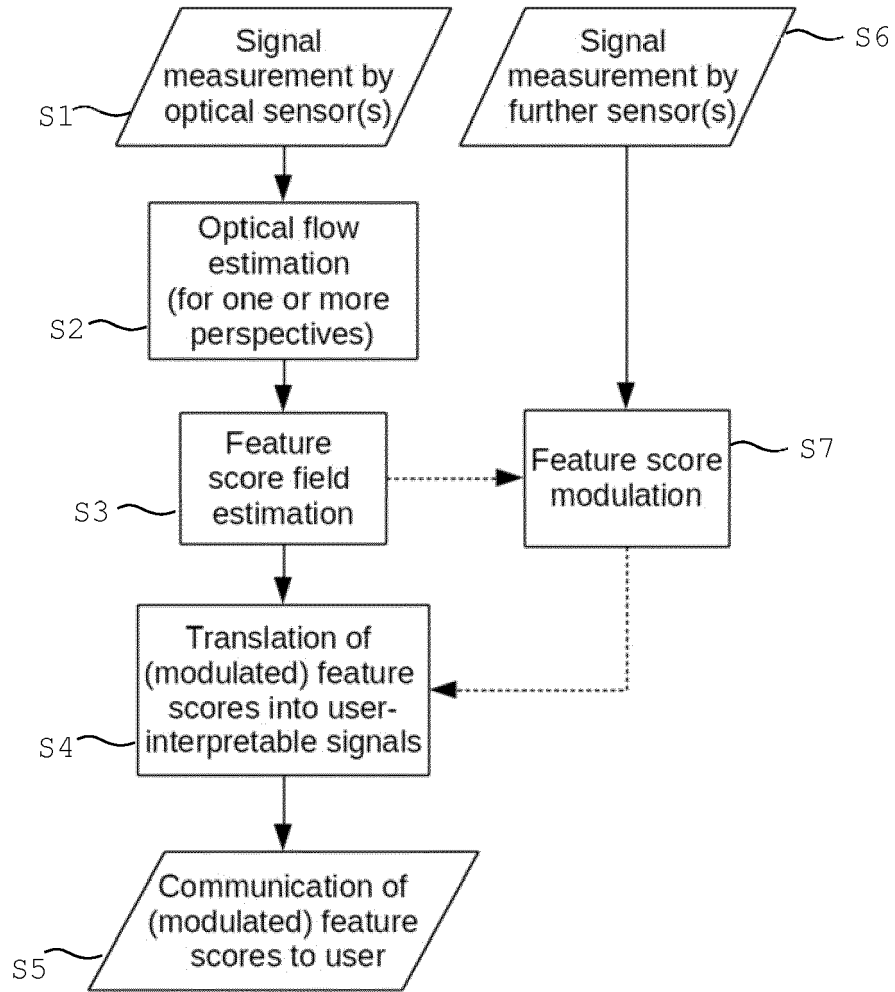 Signal
measurement by
optical sensor(s)
S1
Signal
measurement by
further sensor(s)
S6
Optical flow
estimation
(for one or more
perspectives)
S2
Feature
score field
estimation
S3
Feature score
modulation
S7
Translation of
(modulated) feature
scores into user-
interpretable signals
S4
Communication of
(modulated) feature
scores to user
S5